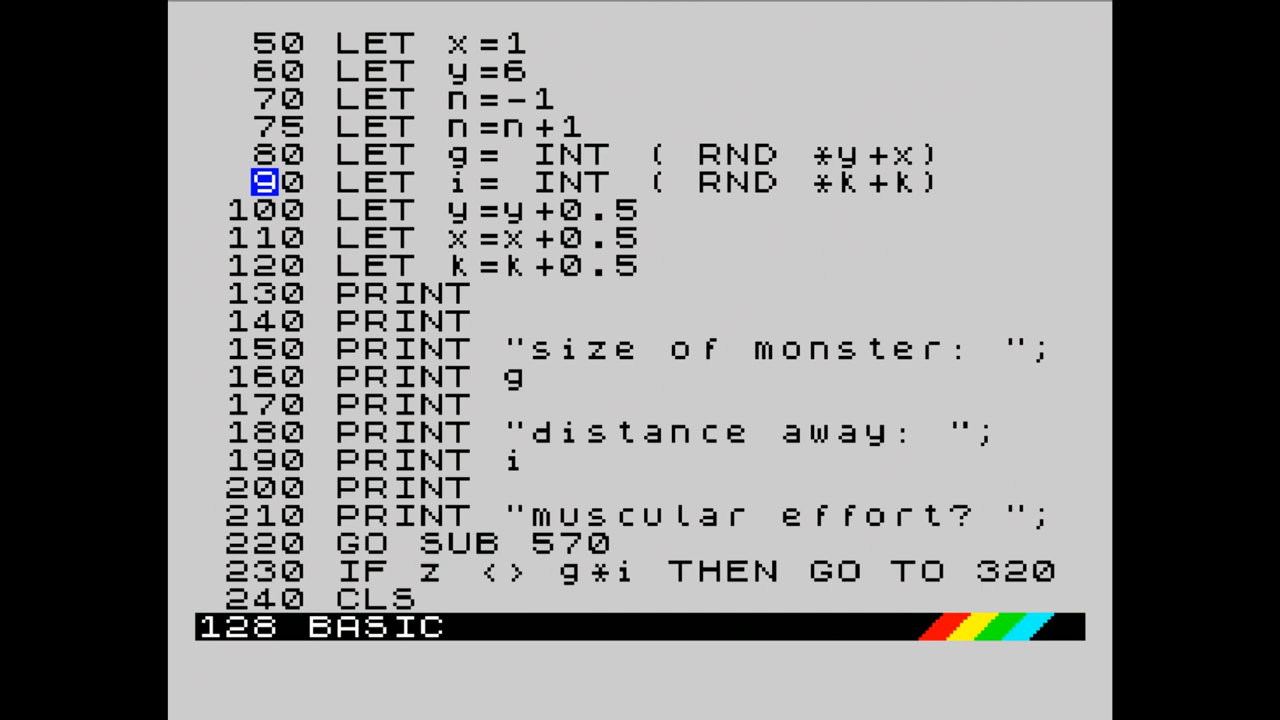 50 LET x=1
60 LET y=6
70 LET n=-1
75 LET n=n+1
80 LET g= INT ( RND *y+x)
90 LET i= INT ( RND *k+k)
100 LET y=y+0.5
110 LET x=x+0.5
120 LET k=k+0.5
130 PRINT
140 PRINT
150 PRINT "size of monster: ";
160 PRINT g
170 PRINT
180 PRINT "distance away: ";
190 PRINT i
200 PRINT
210 PRINT "muscular effort? ";
220 GO SUB 570
230 IF z <> g*i THEN GO TO 320
240 CLS
128 BASIC